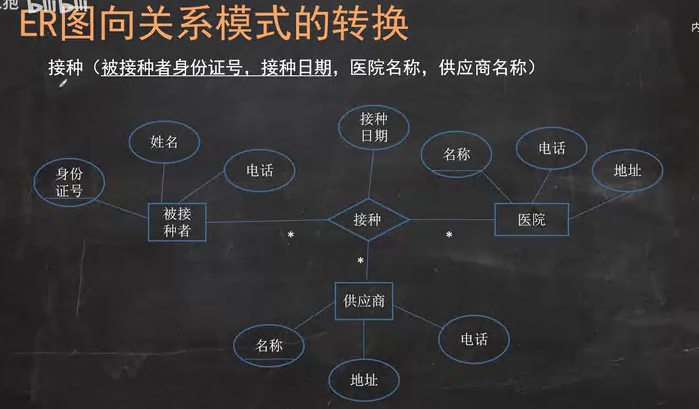 bilibili
ER图向关系模式的转换
内
接种（被接种者身份证号，接种日期，医院名称，供应商名称）
接种
日期
姓名
名称
电话
电话
地址
身份
证号
被接
种者
接种
医院
*
*
*
供应商
名称
地址
电话